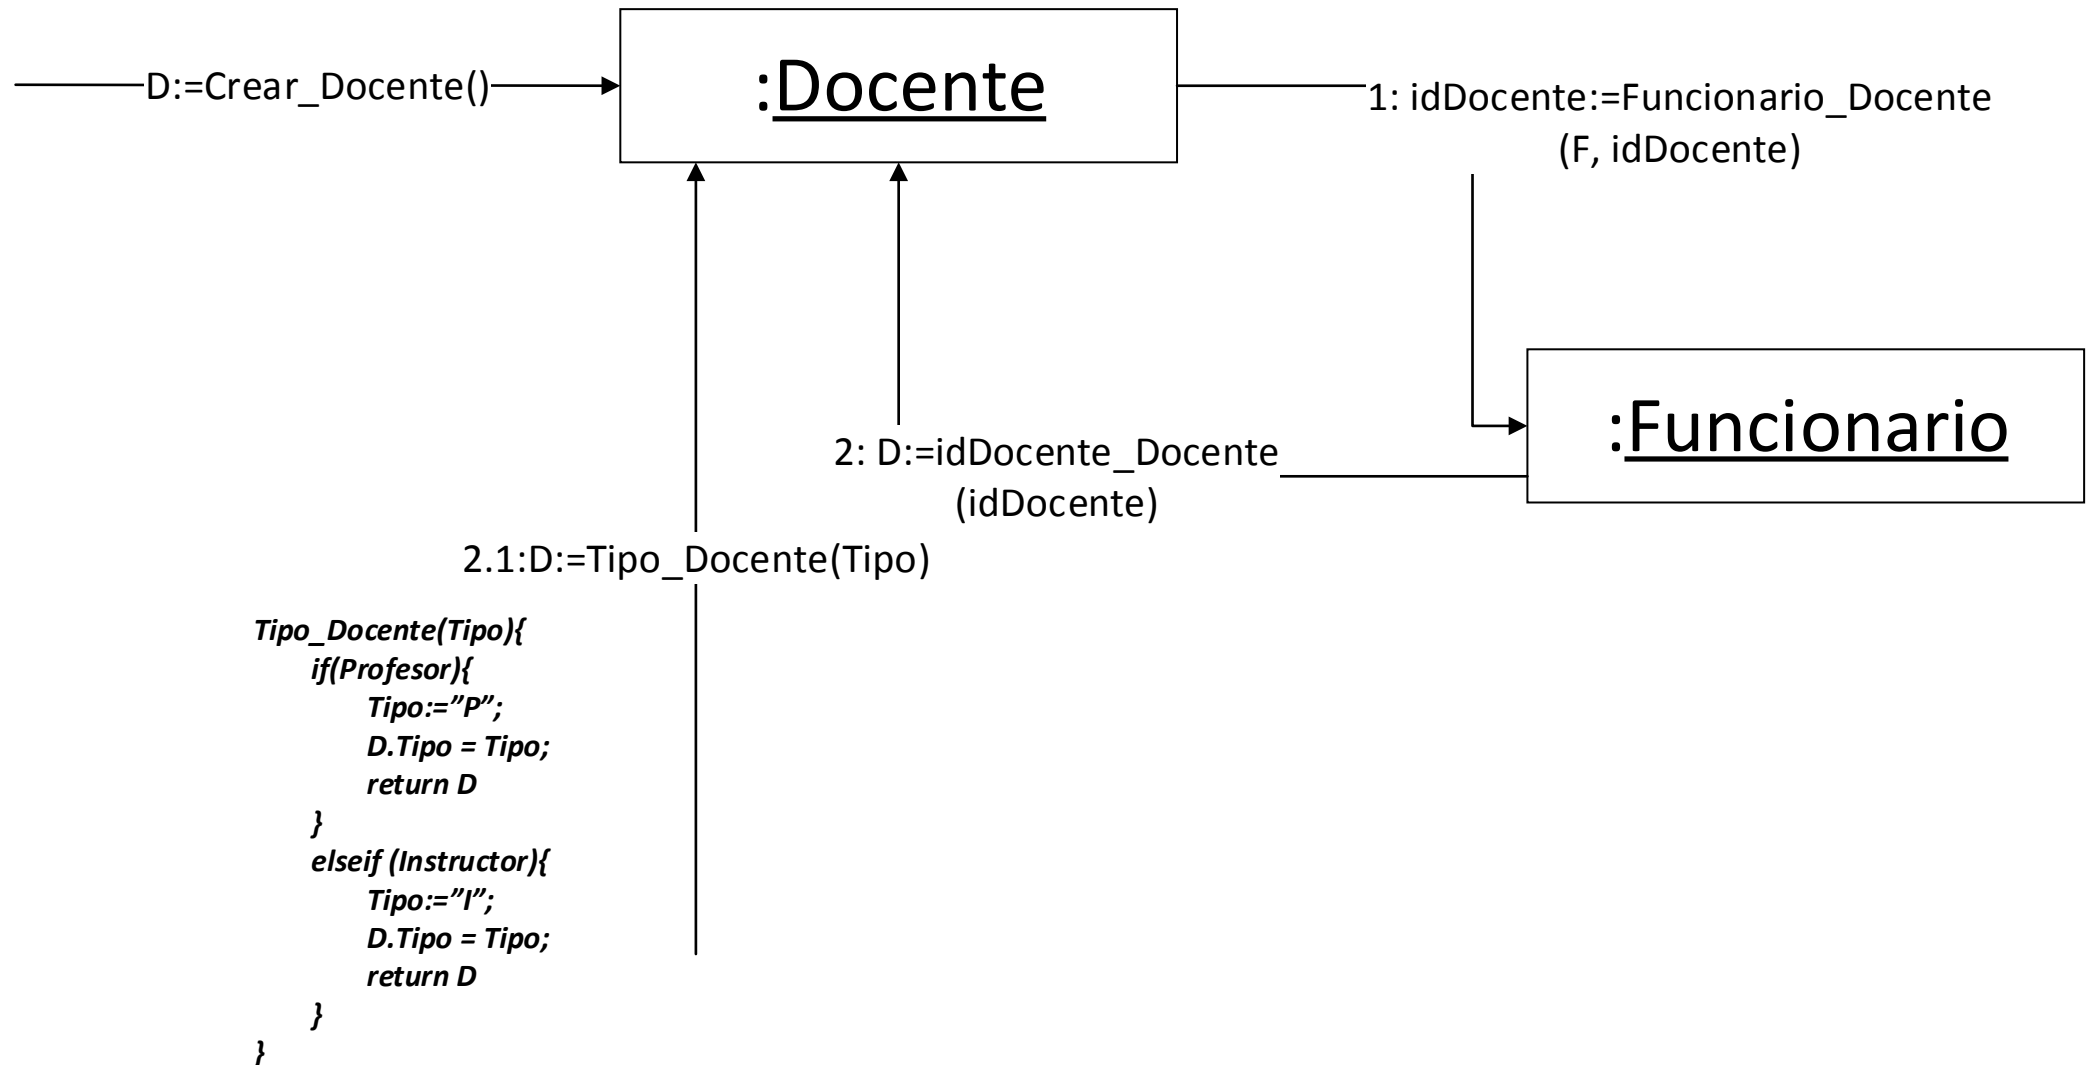 D:=Crear_Docente()
:Docente
1: idDocente:=Funcionario_Docente
(F, idDocente)
:Funcionario
2: D:=idDocente_Docente
(idDocente)
2.1:D:=Tipo_Docente(Tipo)
Tipo_Docente(Tipo){
if(Profesor){
Tipo:=”P”;
D.Tipo = Tipo;
return D
}
elseif (Instructor){
Tipo:=”I”;
D.Tipo = Tipo;
return D
}
}